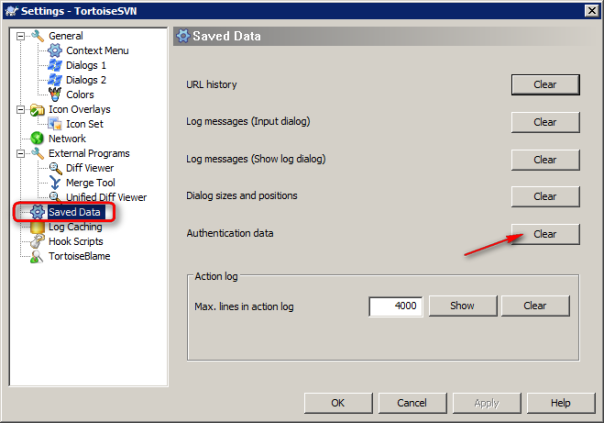 Settings - TortoiseSVN
General
Context Menu
Dialogs 1
Dialogs 2
Colors
Icon Overlays
Icon Set
Network
External Programs
Diff Viewer
Merge Tool
Unified Diff Viewer
Saved Data
Log Caching
Hook Scripts
TortoiseBlame
Saved Data
URL history Clear
Log messages (Input dialog) Clear
Log messages (Show log dialog) Clear
Dialog sizes and positions Clear
Authentication data Clear
Action log
Max. lines in action log 4000 Show Clear
OK Cancel Apply Help